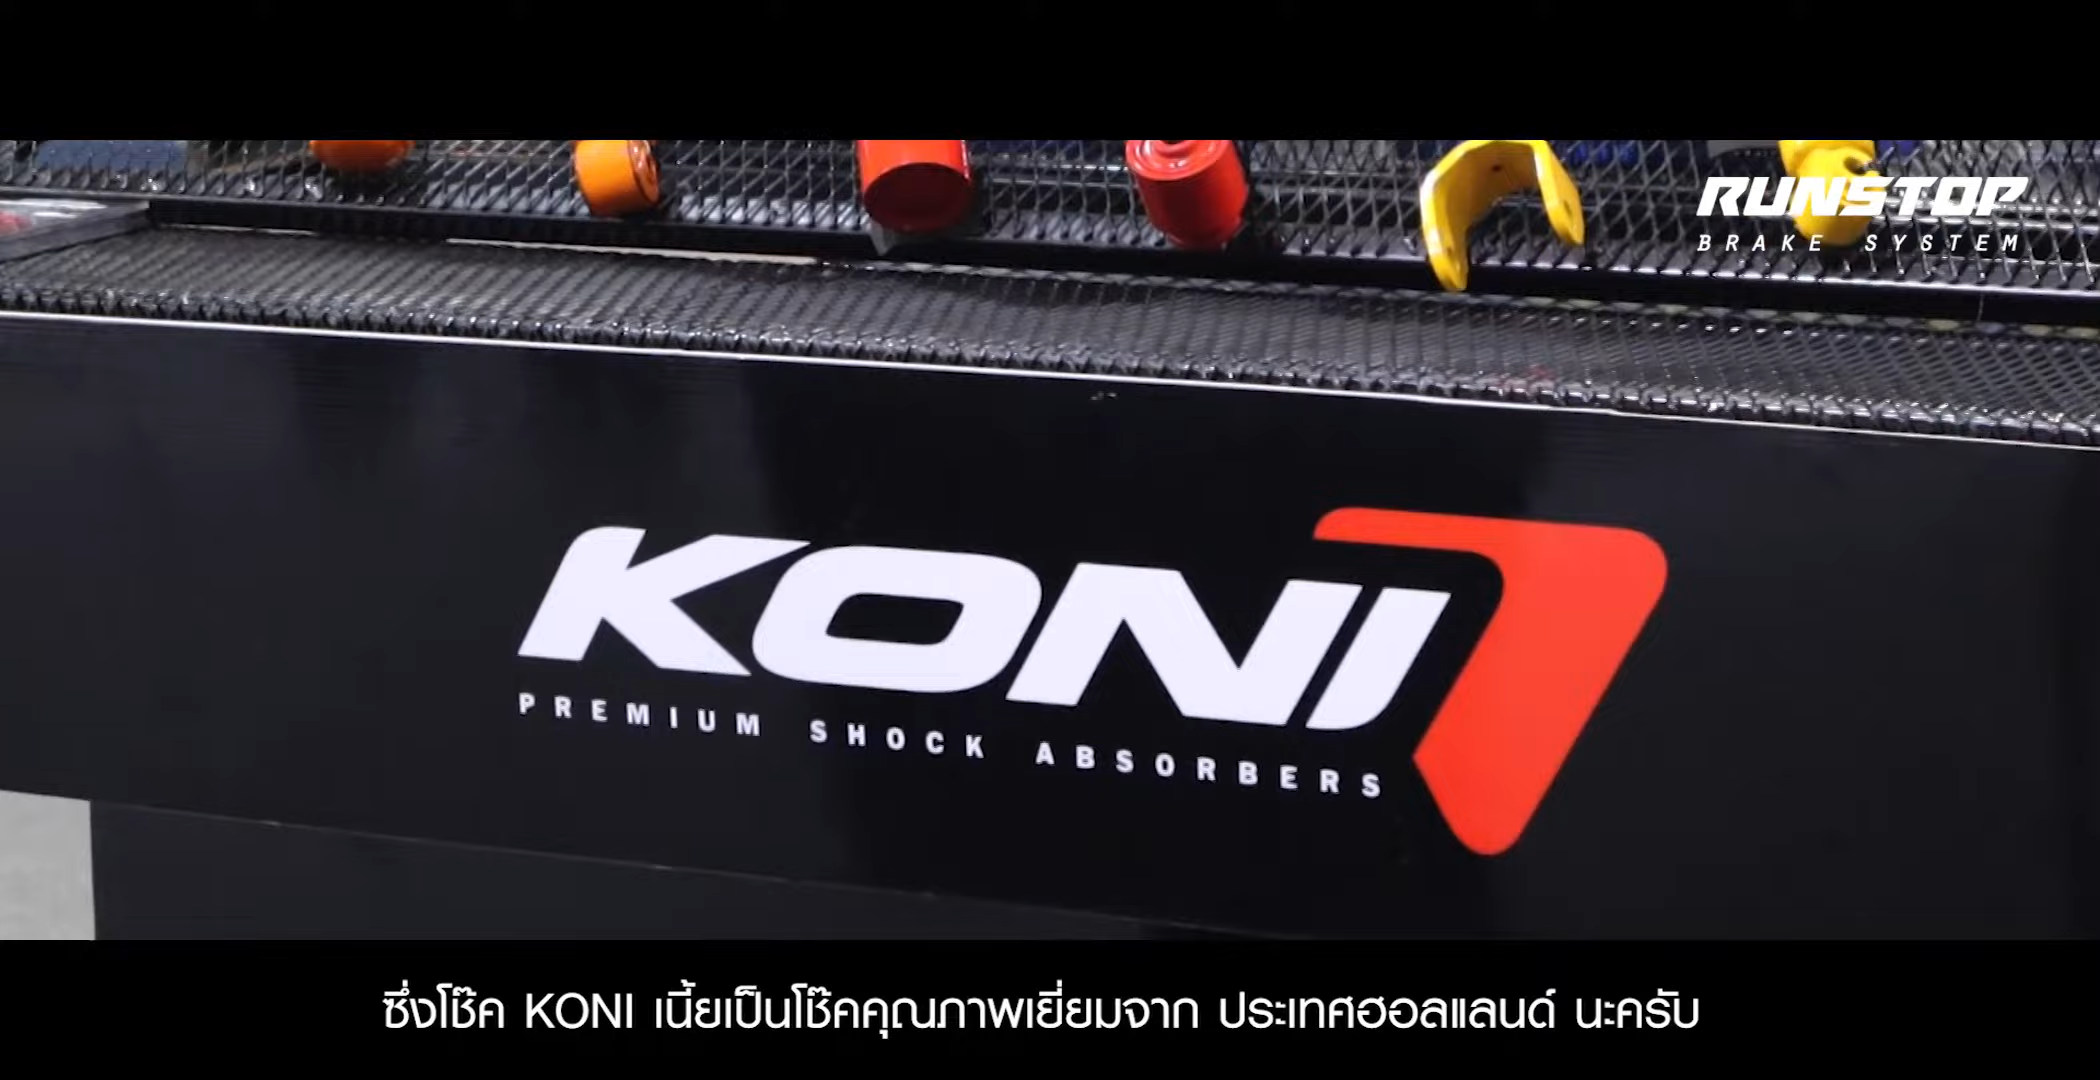 RUNSTOP
BRAKE SYSTEM
KONI
PREMIUM SHOCK ABSORBERS
ซึ่งโช๊ค KONI เนี้ยเป็นโช๊คคุณภาพเยี่ยมจาก ประเทศฮอลแลนด์ นะครับ